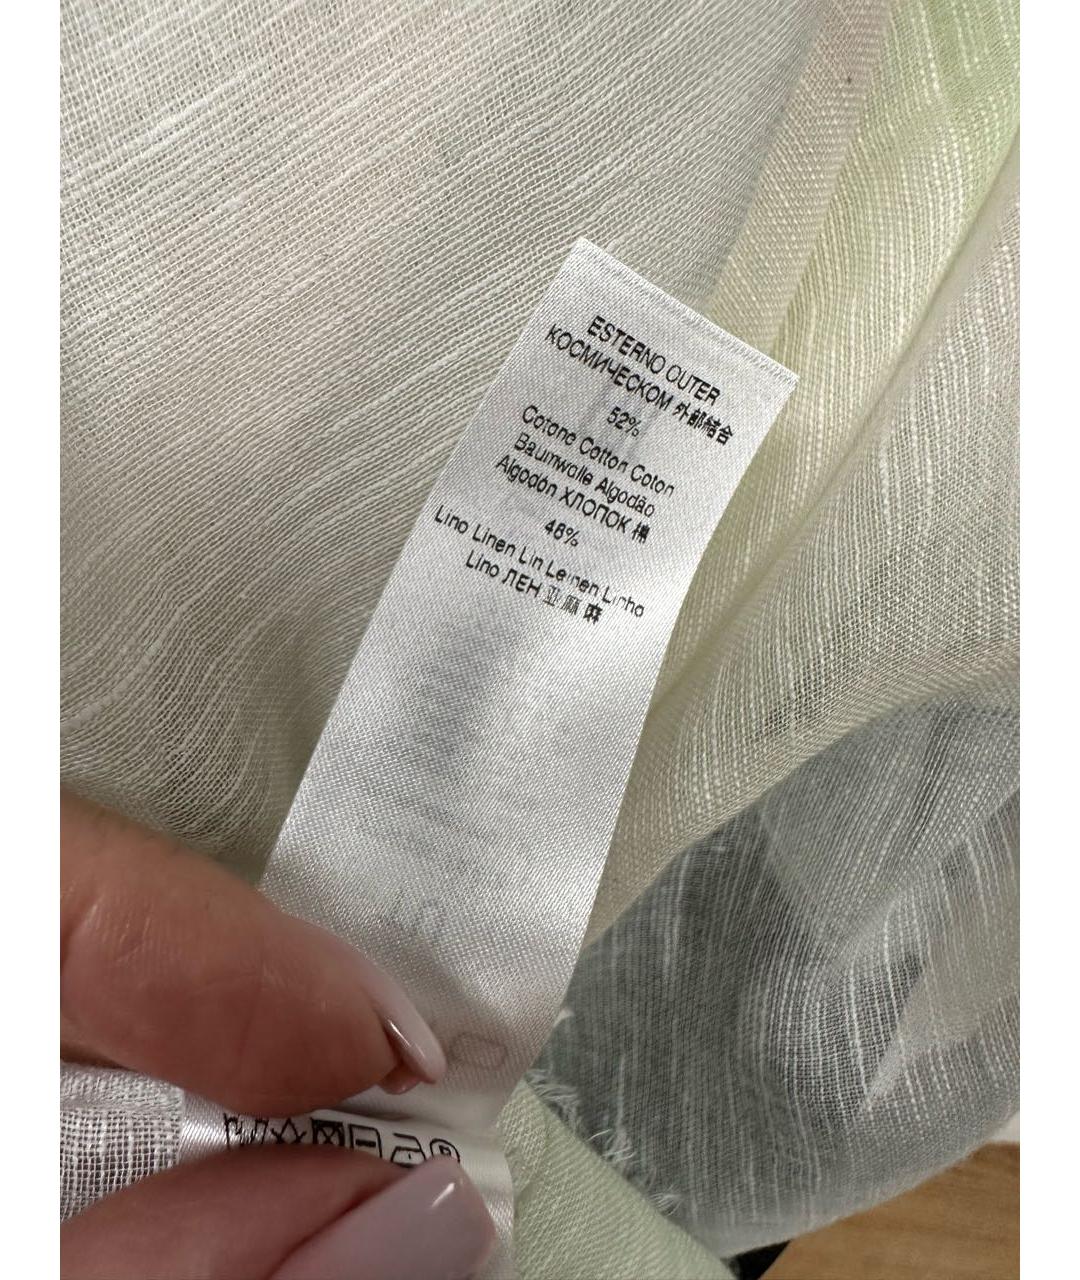 ESTERNO OUTER
КОСМИЧЕСКОМ 外部結合
52%
Cotone Cotton Coton
Baumwolle Algodão
Algodón ХЛОПОК 棉
48%
Lino Linen Lin Leinen Linho
Lino ЛЕН 亚麻 麻